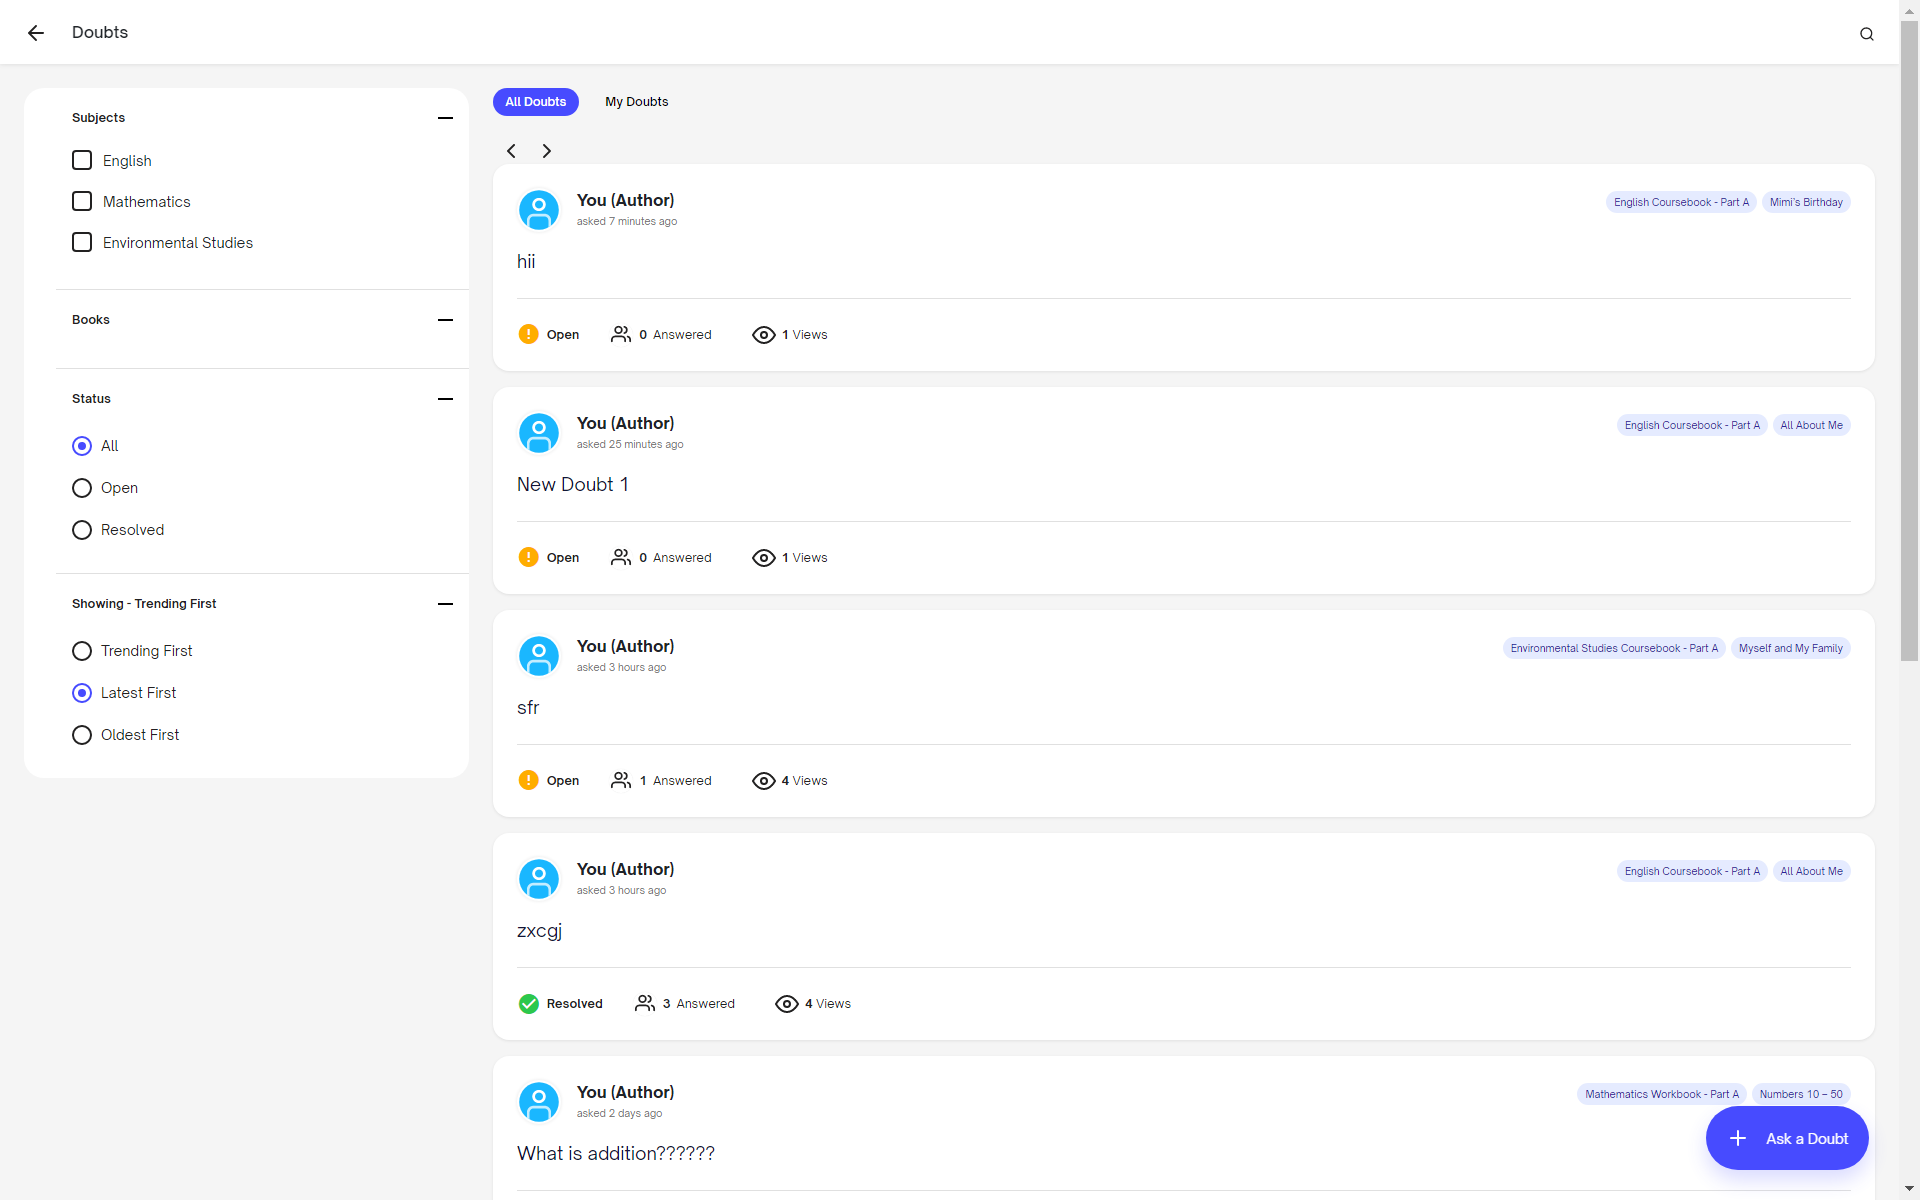 Doubts
Subjects
English
Mathematics
Environmental Studies
Books
Status
All
Open
Resolved
Showing - Trending First
Trending First
Latest First
Oldest First
All Doubts My Doubts
You (Author) English Coursebook - Part A Mimi's Birthday
asked 7 minutes ago
hii
Open 0 Answered 1 Views
You (Author) English Coursebook - Part A All About Me
asked 25 minutes ago
New Doubt 1
Open 0 Answered 1 Views
You (Author) Environmental Studies Coursebook - Part A Myself and My Family
asked 3 hours ago
sfr
Open 1 Answered 4 Views
You (Author) English Coursebook - Part A All About Me
asked 3 hours ago
zxcgj
Resolved 3 Answered 4 Views
You (Author) Mathematics Workbook - Part A Numbers 10 – 50
asked 2 days ago
What is addition??????
Ask a Doubt